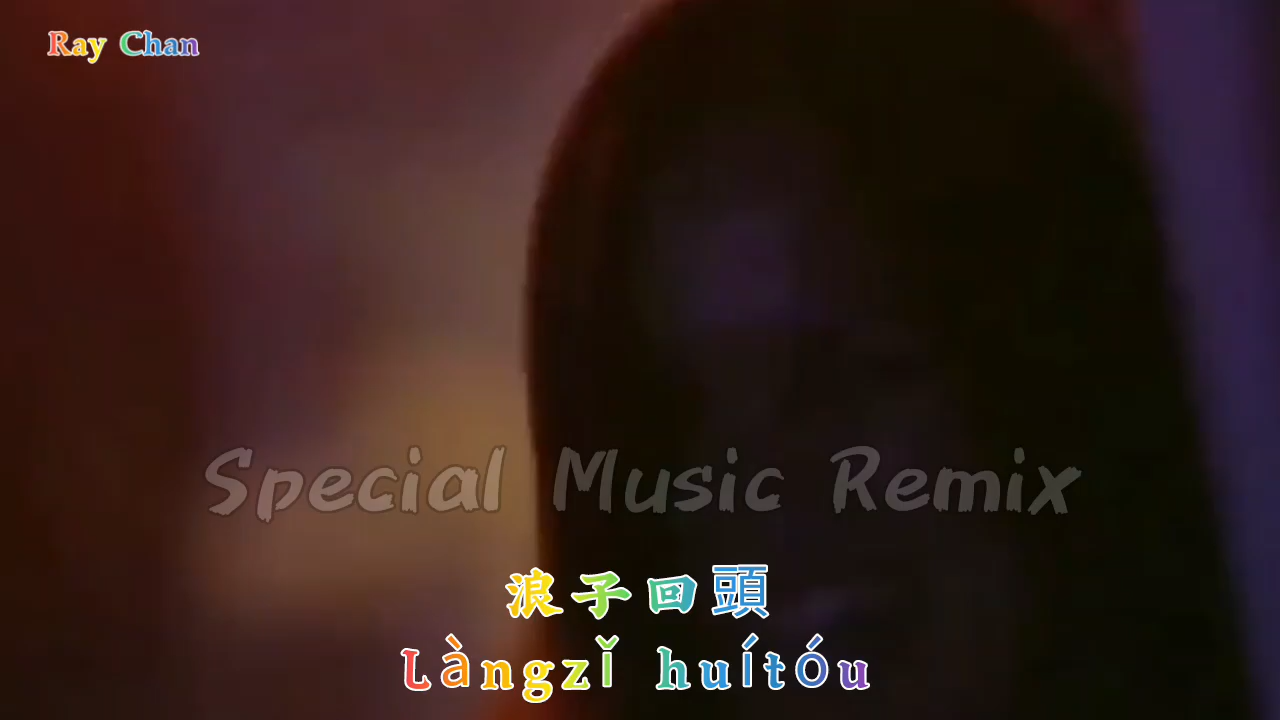 Ray Chan
Special Music Remix
浪子回頭
Làngzǐ huítóu